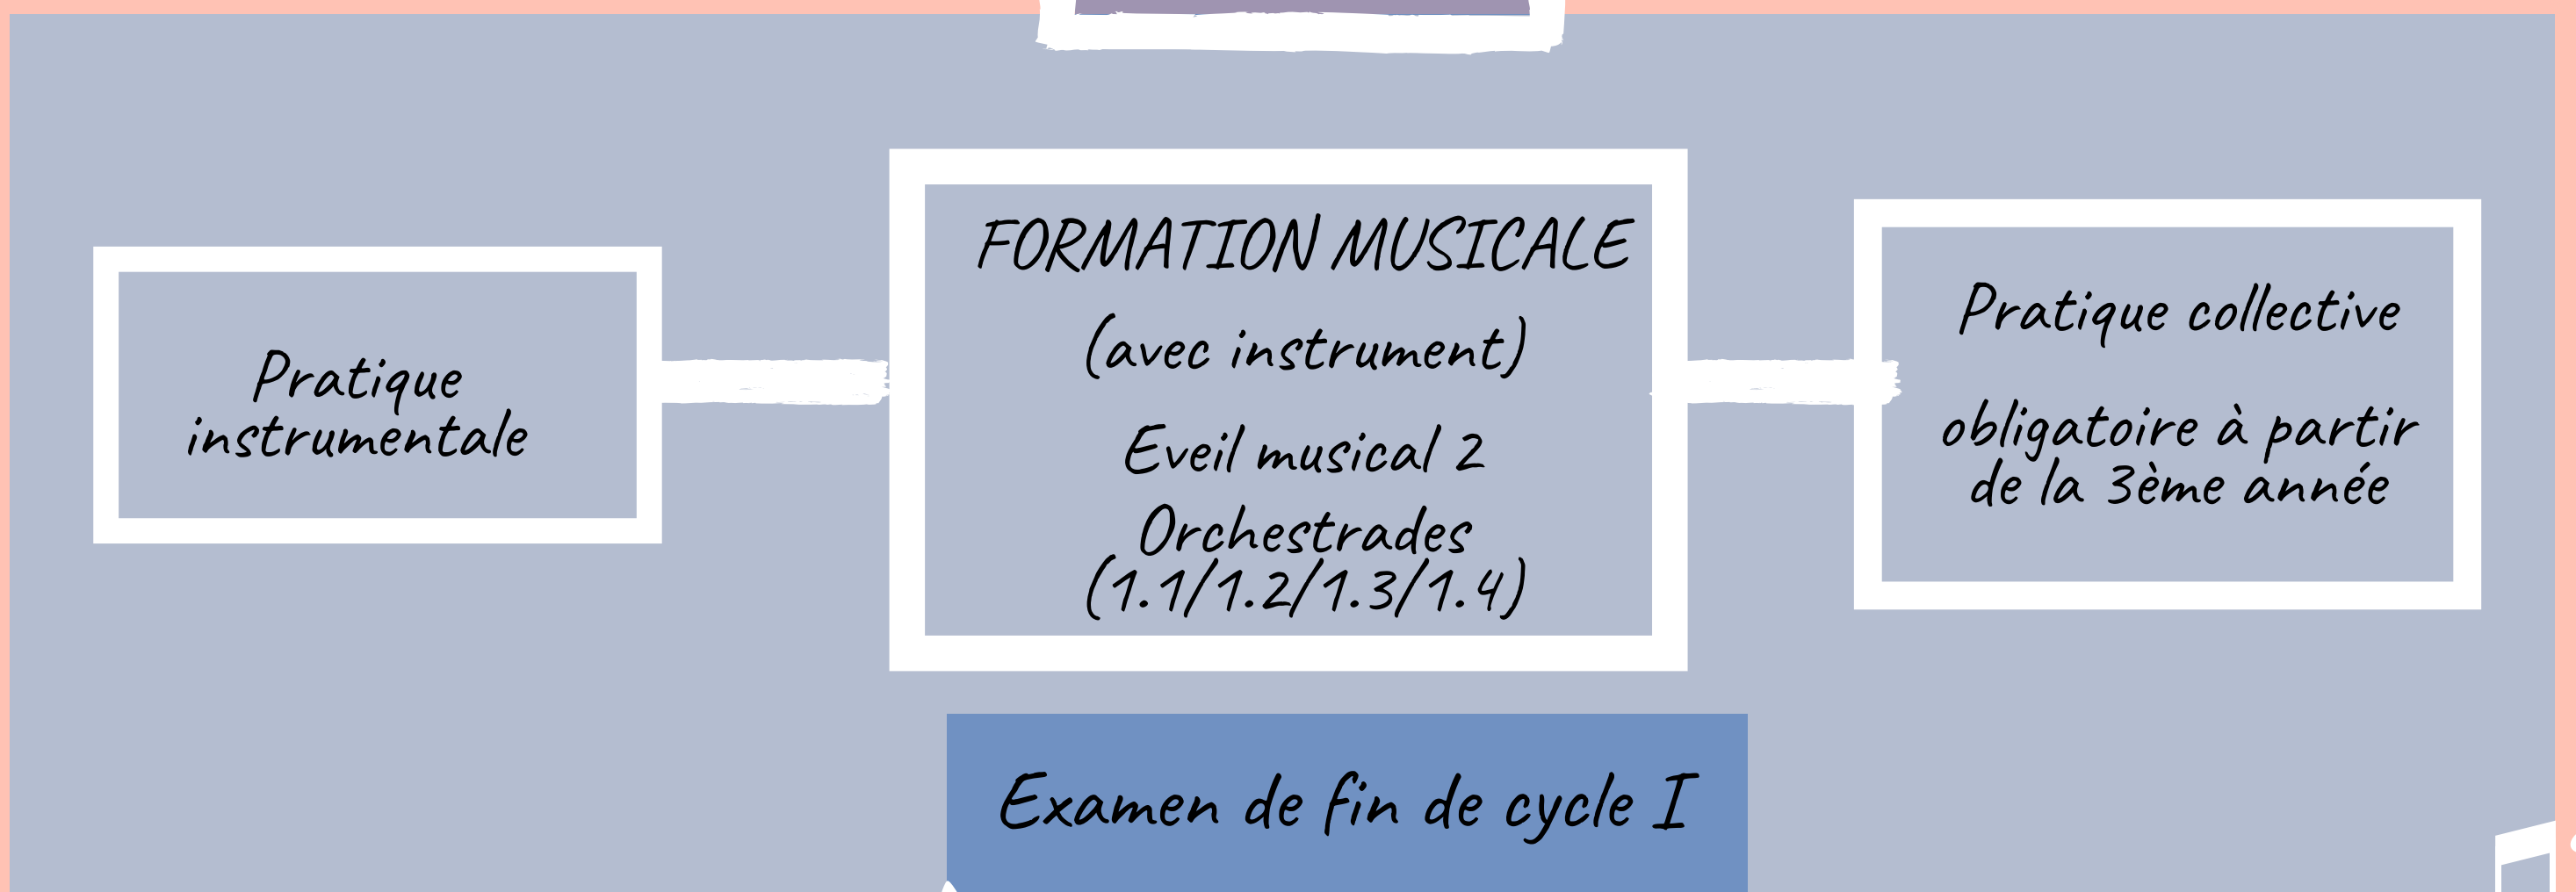 Pratique
instrumentale
FORMATION MUSICALE
(avec instrument)
Eveil musical 2
Orchestrades
(1.1/1.2/1.3/1.4)
Pratique collective
obligatoire à partir
de la 3ème année
Examen de fin de cycle I